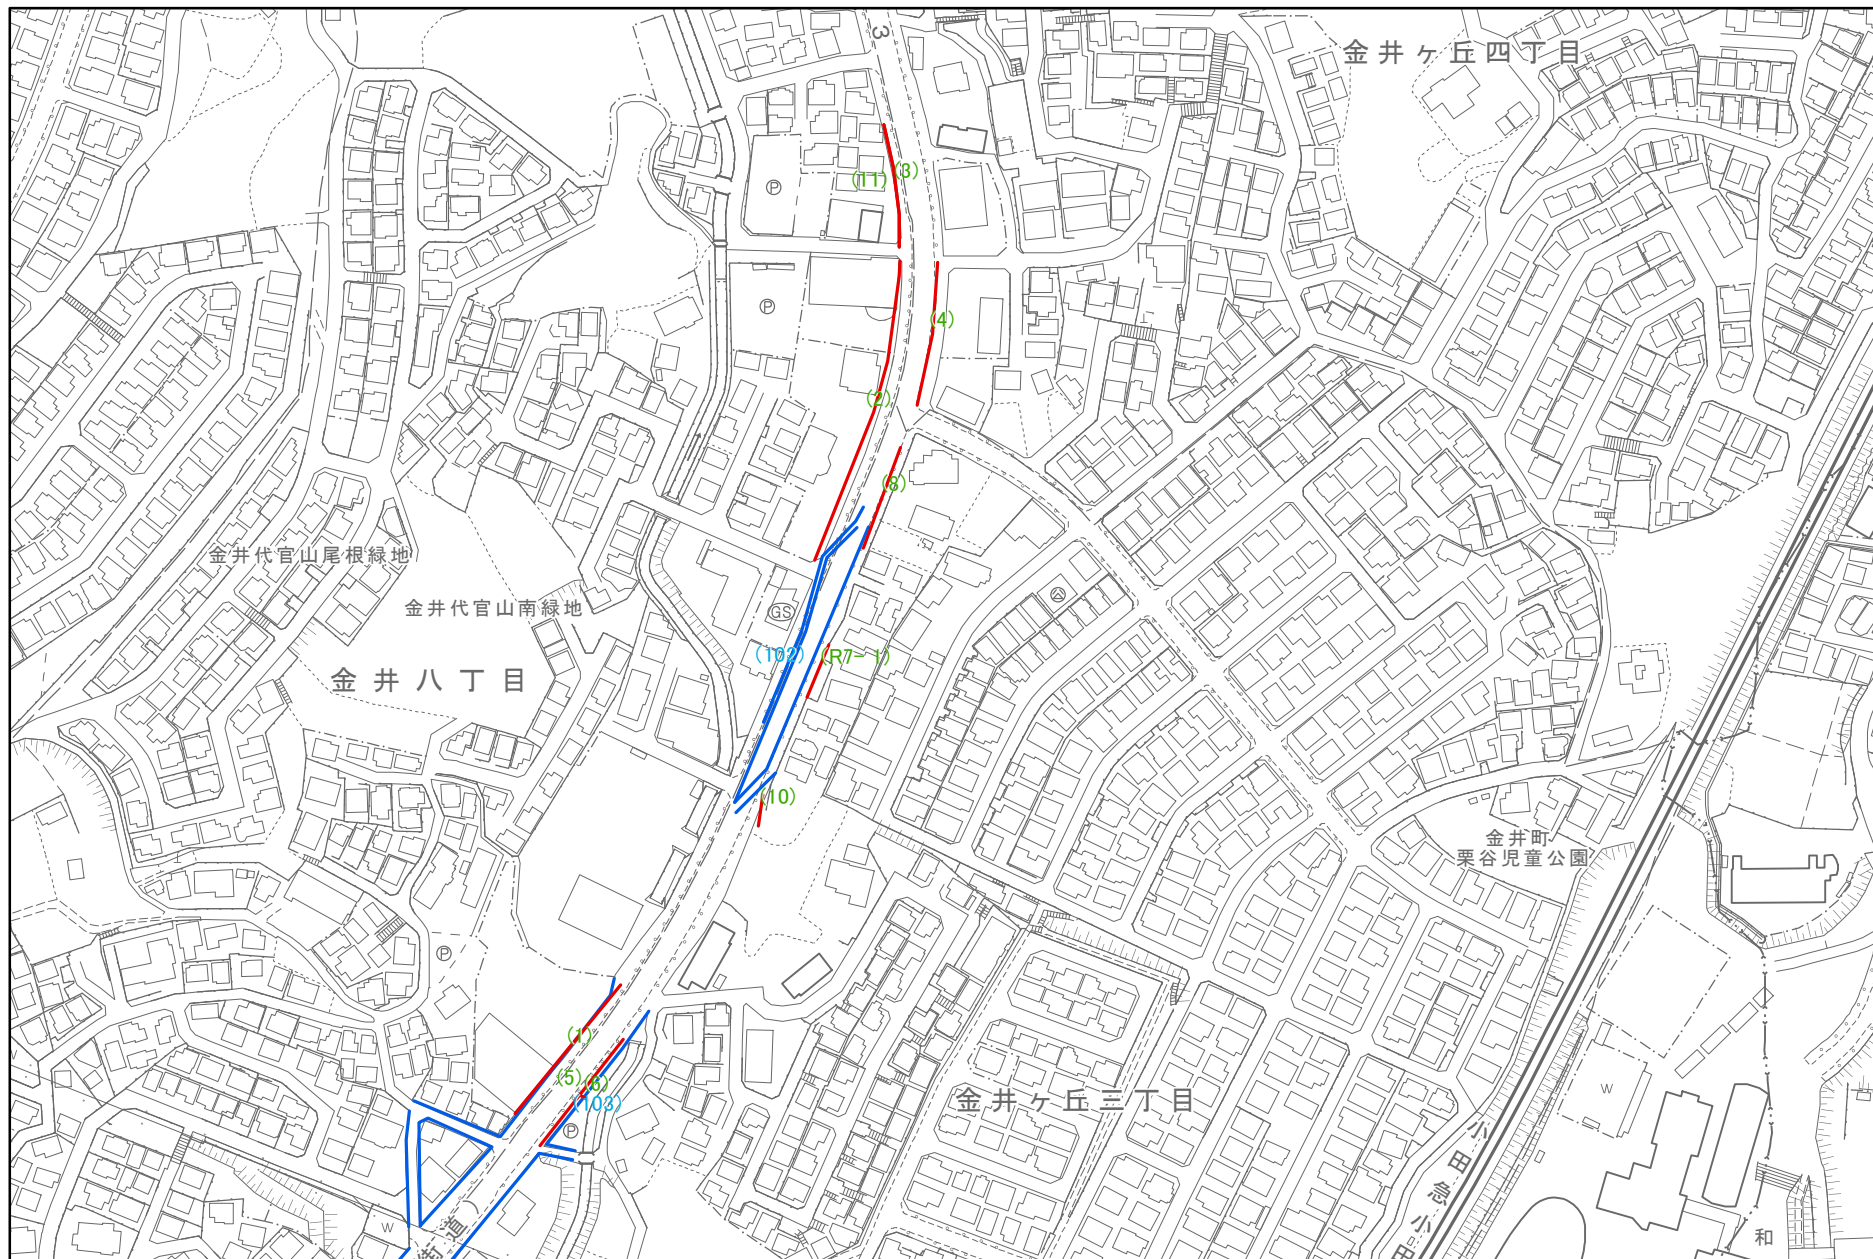 3
金井ヶ丘四丁目
(3)
(11)
P
P
(4)
(2)
(8)
金井代官山尾根緑地
金井代官山南緑地
GS
金井八丁目
(102)
(R7-1)
(10)
金井町
栗谷児童公園
P
(1)
(5)
(6)
(103)
P
金井ヶ丘三丁目
W
W
街道
小田急小田
和